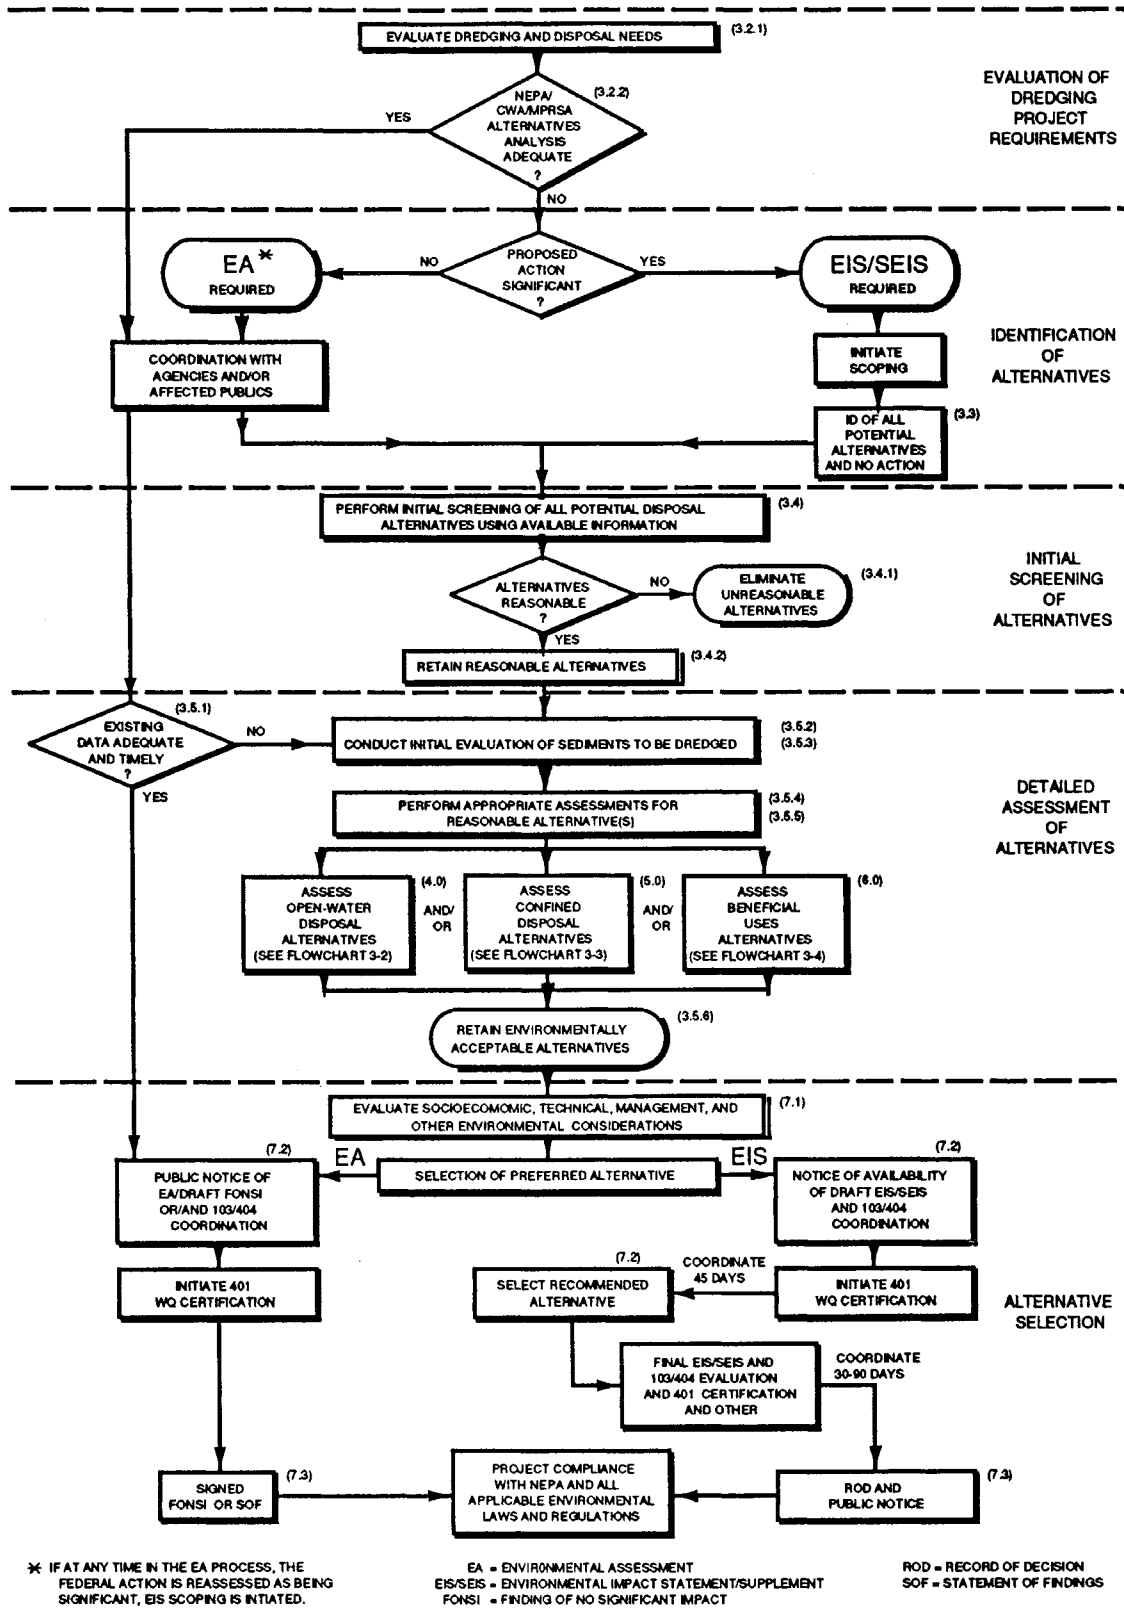 EVALUATE DREDGING AND DISPOSAL NEEDS
(3.2.1)
NEPA/
CWA/MPRSA
ALTERNATIVES
ANALYSIS
ADEQUATE
?
(3.2.2)
YES
NO
EVALUATION OF
DREDGING
PROJECT
REQUIREMENTS
EA*
REQUIRED
NO
PROPOSED
ACTION
SIGNIFICANT
?
YES
EIS/SEIS
REQUIRED
COORDINATION WITH
AGENCIES AND/OR
AFFECTED PUBLICS
INITIATE
SCOPING
ID OF ALL
POTENTIAL
ALTERNATIVES
AND NO ACTION
(3.3)
IDENTIFICATION
OF
ALTERNATIVES
PERFORM INITIAL SCREENING OF ALL POTENTIAL DISPOSAL
ALTERNATIVES USING AVAILABLE INFORMATION
(3.4)
ALTERNATIVES
REASONABLE
?
NO
ELIMINATE
UNREASONABLE
ALTERNATIVES
(3.4.1)
YES
RETAIN REASONABLE ALTERNATIVES
(3.4.2)
INITIAL
SCREENING
OF
ALTERNATIVES
EXISTING
DATA ADEQUATE
AND TIMELY
?
(3.5.1)
NO
YES
CONDUCT INITIAL EVALUATION OF SEDIMENTS TO BE DREDGED
(3.5.2)
(3.5.3)
PERFORM APPROPRIATE ASSESSMENTS FOR
REASONABLE ALTERNATIVE(S)
(3.5.4)
(3.5.5)
ASSESS
OPEN-WATER
DISPOSAL
ALTERNATIVES
(SEE FLOWCHART 3-2)
(4.0)
AND/
OR
ASSESS
CONFINED
DISPOSAL
ALTERNATIVES
(SEE FLOWCHART 3-3)
(5.0)
AND/
OR
ASSESS
BENEFICIAL
USES
ALTERNATIVES
(SEE FLOWCHART 3-4)
(6.0)
RETAIN ENVIRONMENTALLY
ACCEPTABLE ALTERNATIVES
(3.5.6)
DETAILED
ASSESSMENT
OF
ALTERNATIVES
EVALUATE SOCIOECOMOMIC, TECHNICAL, MANAGEMENT, AND
OTHER ENVIRONMENTAL CONSIDERATIONS
(7.1)
(7.2)
PUBLIC NOTICE OF
EA/DRAFT FONSI
OR/AND 103/404
COORDINATION
EA
SELECTION OF PREFERRED ALTERNATIVE
EIS
(7.2)
NOTICE OF AVAILABILITY
OF DRAFT EIS/SEIS
AND 103/404
COORDINATION
INITIATE 401
WQ CERTIFICATION
(7.2)
SELECT RECOMMENDED
ALTERNATIVE
COORDINATE
45 DAYS
INITIATE 401
WQ CERTIFICATION
FINAL EIS/SEIS AND
103/404 EVALUATION
AND 401 CERTIFICATION
AND OTHER
COORDINATE
30-90 DAYS
ALTERNATIVE
SELECTION
SIGNED
FONSI OR SOF
(7.3)
PROJECT COMPLIANCE
WITH NEPA AND ALL
APPLICABLE ENVIRONMENTAL
LAWS AND REGULATIONS
ROD AND
PUBLIC NOTICE
(7.3)
* IF AT ANY TIME IN THE EA PROCESS, THE
FEDERAL ACTION IS REASSESSED AS BEING
SIGNIFICANT, EIS SCOPING IS INTIATED.
EA = ENVIRONMENTAL ASSESSMENT
EIS/SEIS = ENVIRONMENTAL IMPACT STATEMENT/SUPPLEMENT
FONSI = FINDING OF NO SIGNIFICANT IMPACT
ROD = RECORD OF DECISION
SOF = STATEMENT OF FINDINGS